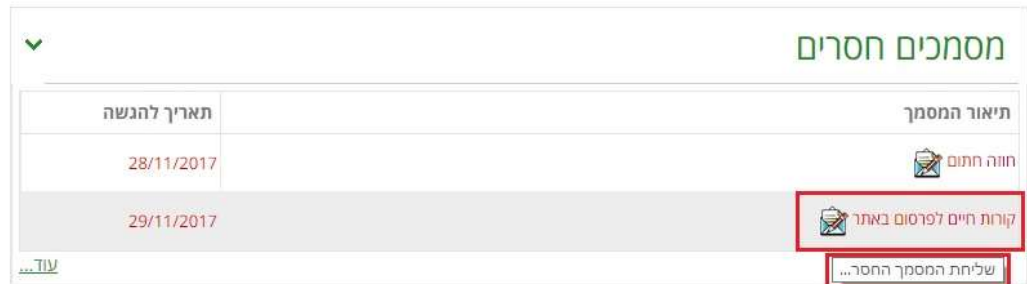 מסמכים חסרים
תיאור המסמך תאריך להגשה
חוזה חתום 28/11/2017
קורות חיים לפרסום באתר 29/11/2017
שליחת המסמך החסר...
עוד...